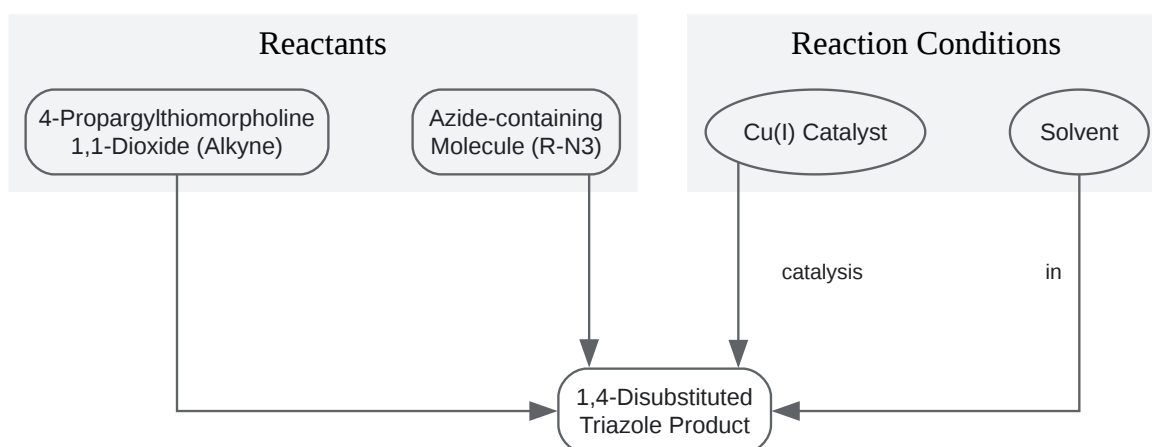 Reactants
Reaction Conditions
4-Propargylthiomorpholine
1,1-Dioxide (Alkyne)
Azide-containing
Molecule (R-N3)
Cu(I) Catalyst
Solvent
catalysis
in
1,4-Disubstituted
Triazole Product